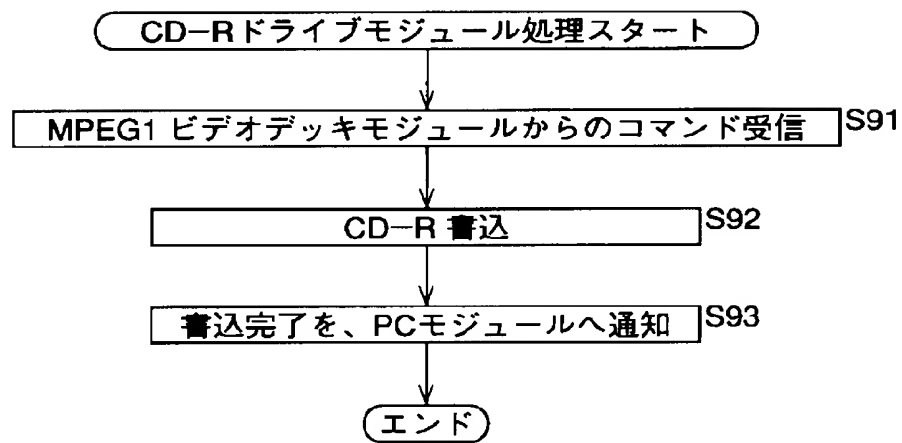 CD－Rドライブモジュール処理スタート
MPEG1 ビデオデッキモジュールからのコマンド受信 S91
CD－R 書込 S92
書込完了を、PCモジュールへ通知 S93
エンド